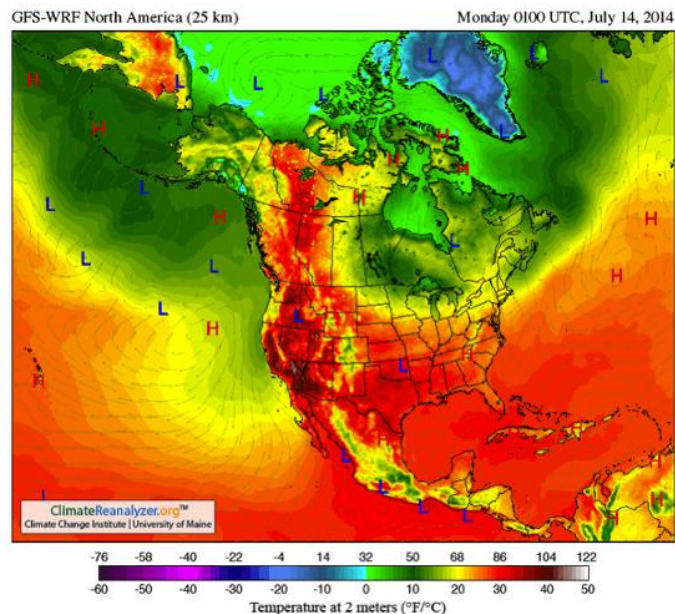 GFS-WRF North America (25 km) Monday 0100 UTC, July 14, 2014
H L L L L L L
H H H H
L H L H L
L L H
L L H
H H L
H L H
L L L L H H
ClimateReanalyzer.org™
Climate Change Institute | University of Maine
-76 -58 -40 -22 -4 14 32 50 68 86 104 122
-60 -50 -40 -30 -20 -10 0 10 20 30 40 50
Temperature at 2 meters (°F/°C)